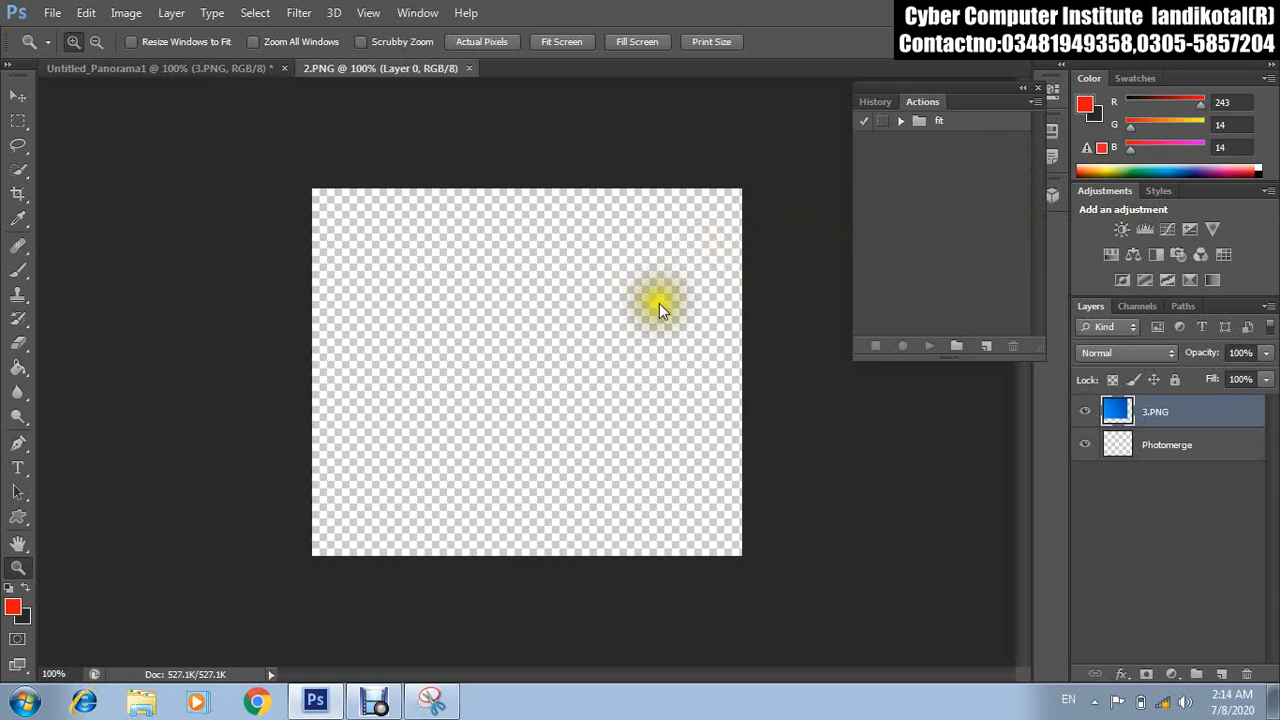 Cyber Computer Institute landikotal(R)
Contactno:03481949358,0305-5857204
Ps File Edit Image Layer Type Select Filter 3D View Window Help
Resize Windows to Fit Zoom All Windows Scrubby Zoom Actual Pixels Fit Screen Fill Screen Print Size
Untitled_Panorama1 @ 100% (3.PNG, RGB/8) * × 2.PNG @ 100% (Layer 0, RGB/8) ×
History Actions
fit
Color Swatches
R 243
G 14
B 14
Adjustments Styles
Add an adjustment
Layers Channels Paths
Kind
Normal Opacity: 100%
Lock: Fill: 100%
3.PNG
Photomerge
100% Doc: 527.1K/527.1K
Ps EN 2:14 AM
7/8/2020